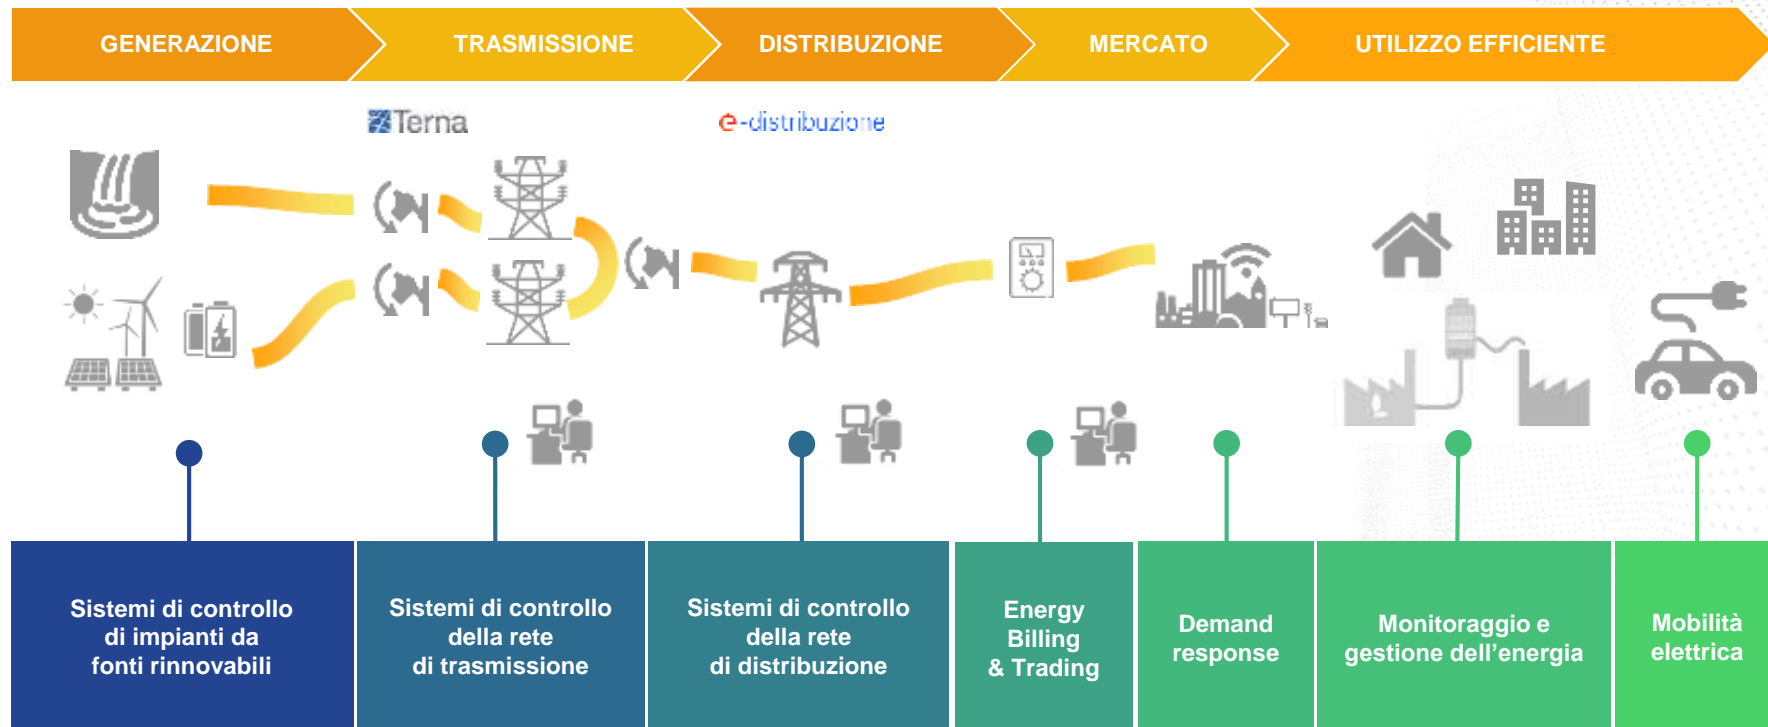 GENERAZIONE
TRASMISSIONE
DISTRIBUZIONE
MERCATO
UTILIZZO EFFICIENTE
Terna
e-distribuzione
Sistemi di controllo
di impianti da
fonti rinnovabili
Sistemi di controllo
della rete
di trasmissione
Sistemi di controllo
della rete
di distribuzione
Energy
Billing
& Trading
Demand
response
Monitoraggio e
gestione dell’energia
Mobilità
elettrica